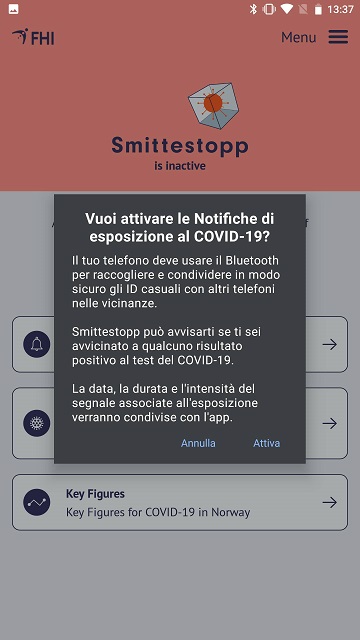 13:37
FHI
Menu
Smittestopp
is inactive
Vuoi attivare le Notifiche di
esposizione al COVID-19?
Il tuo telefono deve usare il Bluetooth
per raccogliere e condividere in modo
sicuro gli ID casuali con altri telefoni
nelle vicinanze.
Smittestopp può avvisarti se ti sei
avvicinato a qualcuno risultato
positivo al test del COVID-19.
La data, la durata e l'intensità del
segnale associate all'esposizione
verranno condivise con l'app.
Annulla
Attiva
Key Figures
Key Figures for COVID-19 in Norway